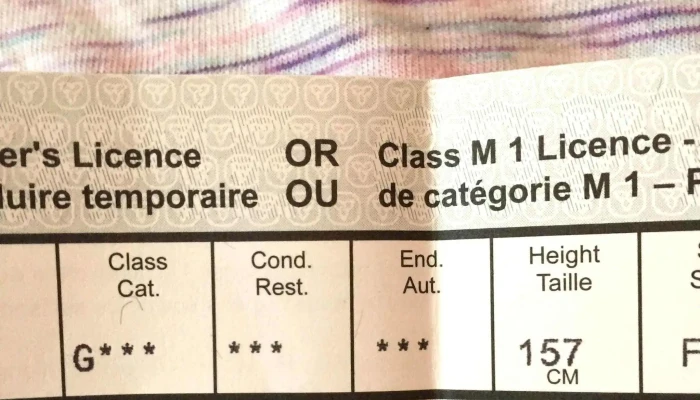 er's Licence OR Class M 1 Licence -
duire temporaire OU de catégorie M 1 –
Class Cond. End. Height
Cat. Rest. Aut. Taille
G*** *** *** 157 F
CM